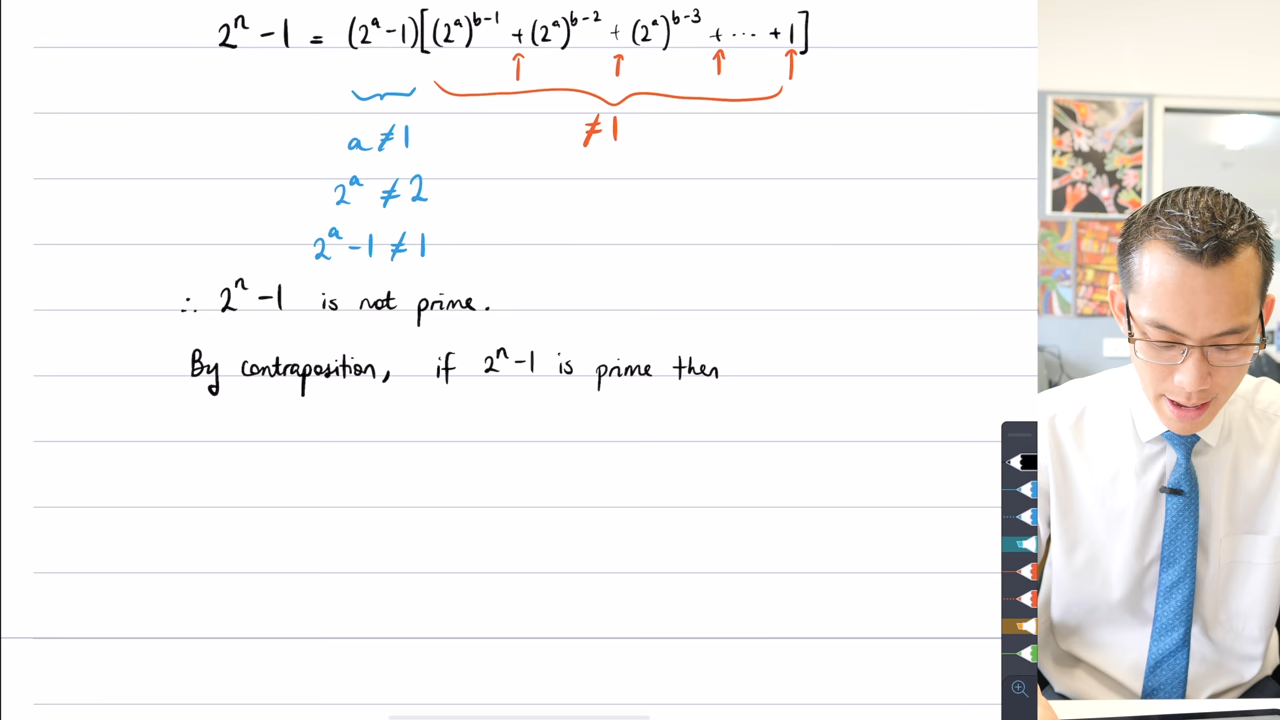 2ⁿ - 1 = (2ᵃ - 1)[(2ᵃ)ᵇ⁻¹ + (2ᵃ)ᵇ⁻² + (2ᵃ)ᵇ⁻³ + ... + 1]
a ≠ 1
≠ 1
2ᵃ ≠ 2
2ᵃ - 1 ≠ 1
∴ 2ⁿ - 1 is not prime.
By contraposition, if 2ⁿ - 1 is prime then